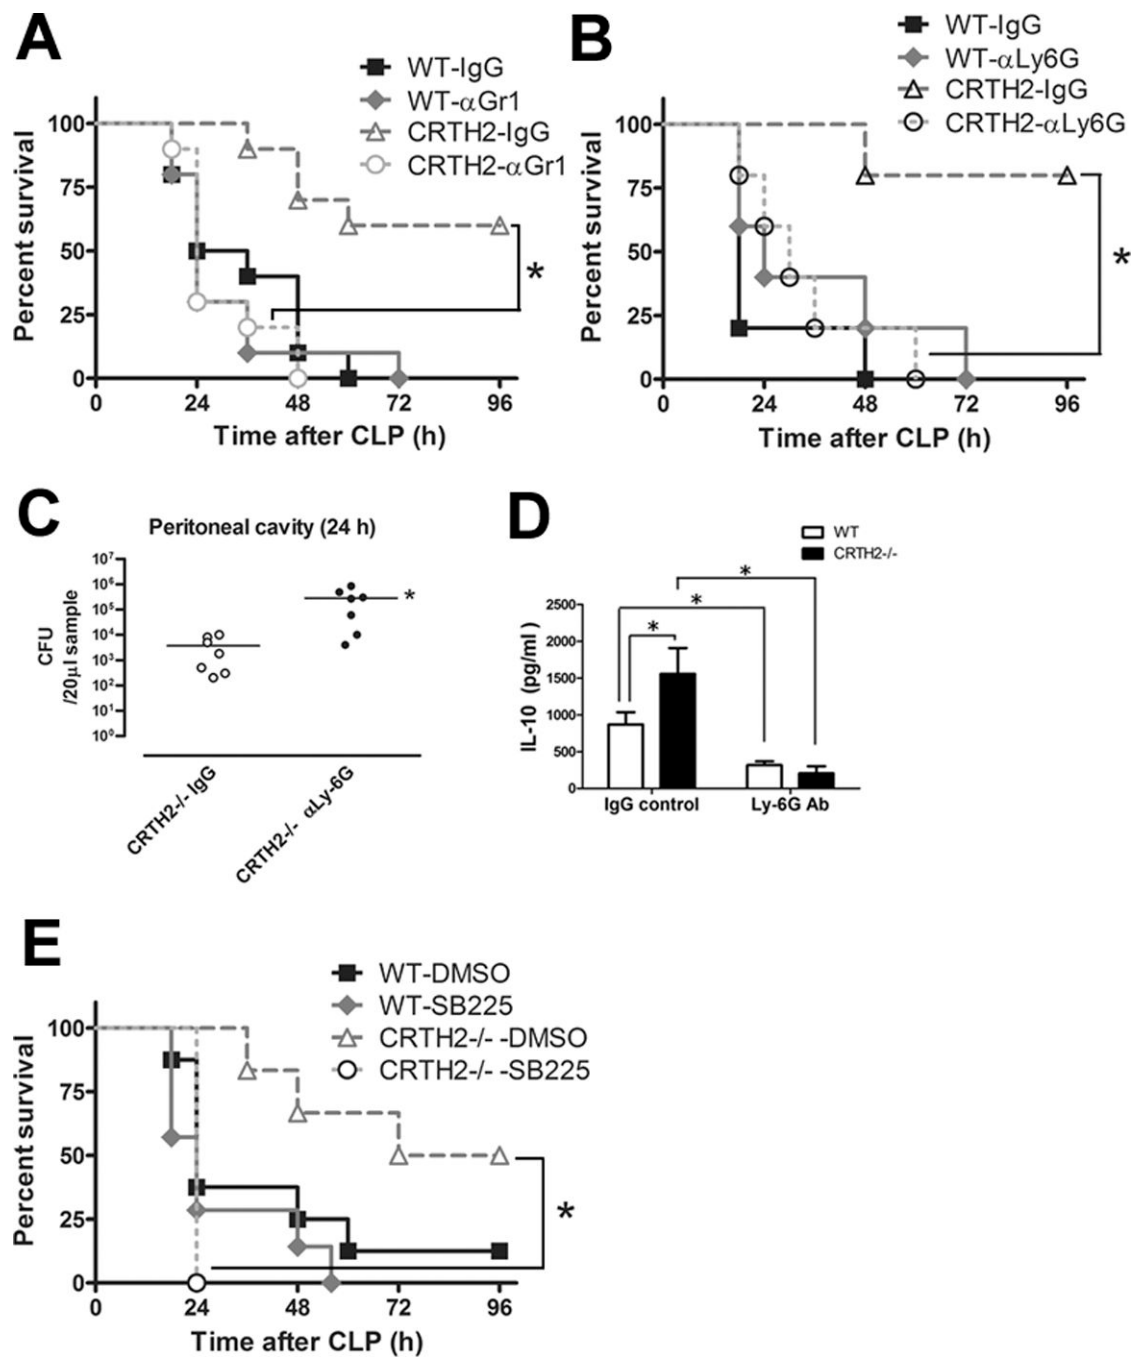 A
WT-IgG
WT-αGr1
CRTH2-IgG
CRTH2-αGr1
Percent survival
100
75
50
25
0
*
0 24 48 72 96
Time after CLP (h)
B
WT-IgG
WT-αLy6G
CRTH2-IgG
CRTH2-αLy6G
Percent survival
100
75
50
25
0
*
0 24 48 72 96
Time after CLP (h)
C
Peritoneal cavity (24 h)
CFU
/20μl sample
10⁷
10⁶
10⁵
10⁴
10³
10²
10¹
10⁰
*
CRTH2-/- IgG
CRTH2-/- αLy-6G
D
WT
CRTH2-/-
*
*
*
IL-10 (pg/ml )
2500
2000
1500
1000
500
0
IgG control Ly-6G Ab
E
WT-DMSO
WT-SB225
CRTH2-/- -DMSO
CRTH2-/- -SB225
Percent survival
100
75
50
25
0
*
0 24 48 72 96
Time after CLP (h)